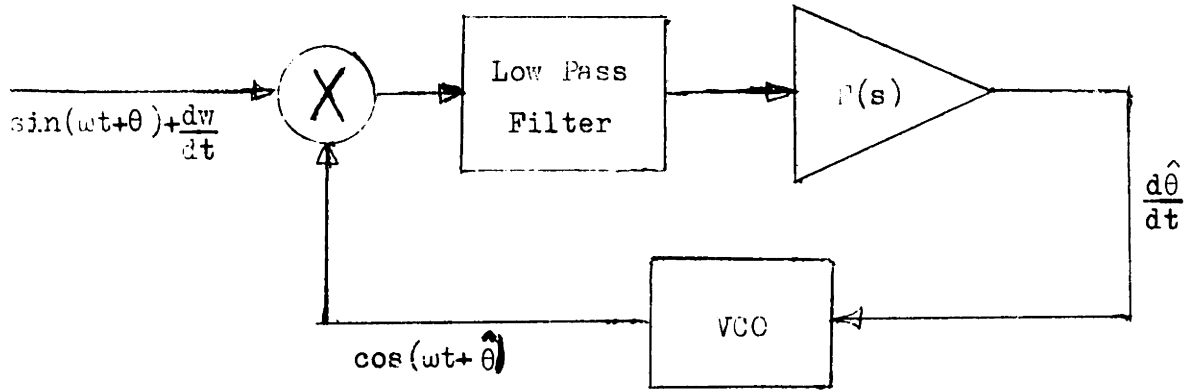 sin(ωt+θ)+dw/dt
X
Low Pass
Filter
F(s)
dθ̂/dt
VCO
cos(ωt+θ̂)